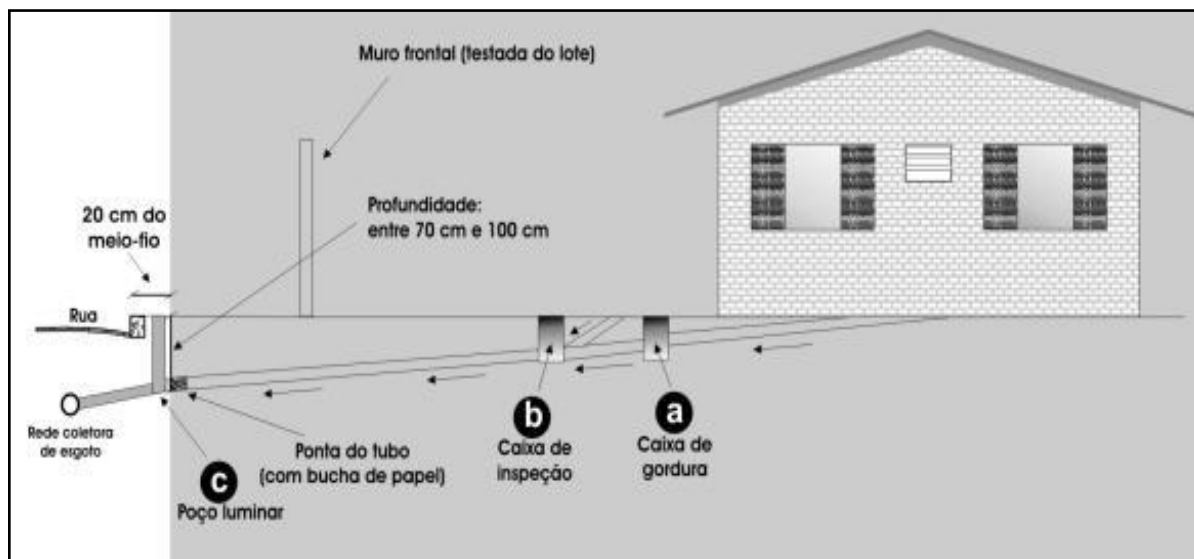 Muro frontal (testada do lote)
20 cm do
meio-fio
Profundidade:
entre 70 cm e 100 cm
Rua
Rede coletora
de esgoto
c
Poço luminar
Ponta do tubo
(com bucha de papel)
b
Caixa de
inspeção
a
Caixa de
gordura